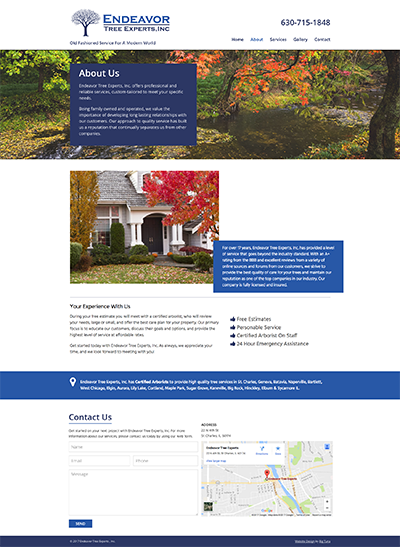 ENDEAVOR
TREE EXPERTS, INC
Old Fashioned Service For A Modern World
630-715-1848
Home About Services Gallery Contact
About Us
Endeavor Tree Experts, Inc. offers professional and
reliable services, custom-tailored to meet your specific
needs.
Being family owned and operated, we value the
importance of developing long lasting relationships with
our customers. Our approach to quality service has built
us a reputation that continually separates us from other
companies.
For over 17 years, Endeavor Tree Experts, Inc. has provided a level
of service that goes beyond the industry standard. With an A+
rating from the BBB and excellent reviews from a variety of
online sources and forums from our customers, we strive to
provide the best quality of care for your trees and maintain our
reputation as one of the top companies in our industry. Our
company is fully licensed and insured.
Your Experience With Us
During your free estimate you will meet with a certified arborist, who will review
your needs, large or small, and offer the best care plan for your property. Our primary
focus is to educate our customers, discuss their goals and options, and provide the
highest level of service at affordable rates.
Get started today with Endeavor Tree Experts, Inc. As always, we appreciate your
time, and we look forward to meeting you!
Free Estimates
Personable Service
Certified Arborists On Staff
24 Hour Emergency Assistance
Endeavor Tree Experts, Inc. has Certified Arborists to provide high quality tree services in St. Charles, Geneva, Batavia, Naperville, Bartlett,
West Chicago, Elgin, Aurora, Lily Lake, Cortland, Maple Park, Sugar Grove, Kaneville, Big Rock, Hinckley, Elburn & Sycamore IL.
Contact Us
Get started on your next project with Endeavor Tree Experts, Inc. For more
information about our services, please contact us today by using our web form.
Name
Email Phone
Message
SEND
ADDRESS
St Charles, IL 60174
Endeavor Tree Experts
Endeavor Tree Experts
© 2017 Endeavor Tree Experts, Inc.
Website Design by